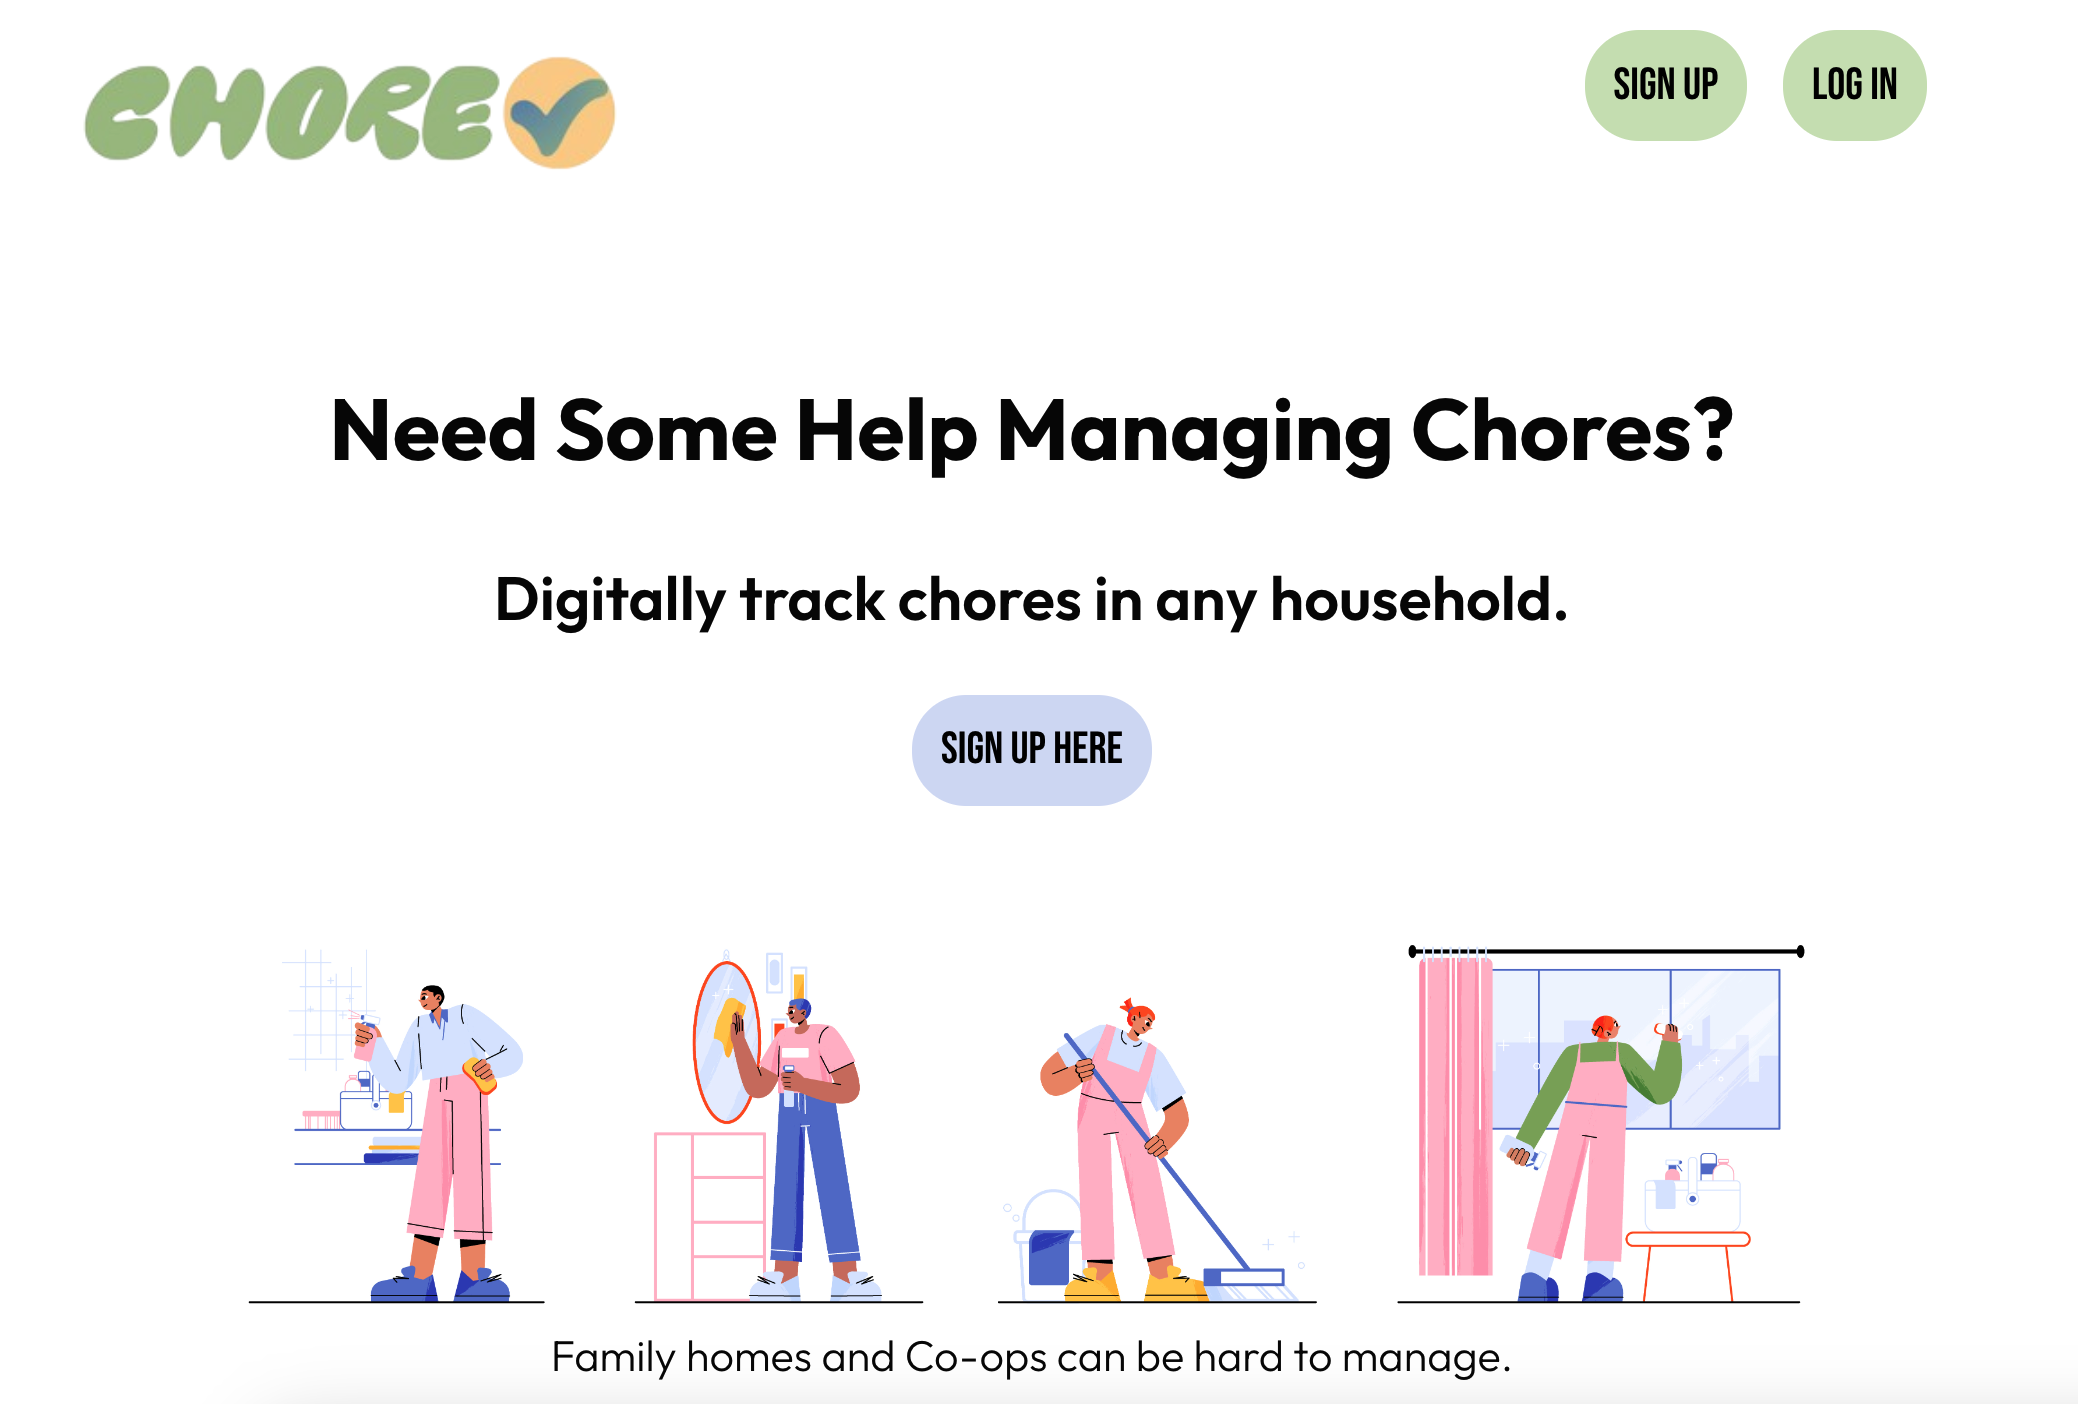 CHORE
SIGN UP
LOG IN
Need Some Help Managing Chores?
Digitally track chores in any household.
SIGN UP HERE
Family homes and Co-ops can be hard to manage.